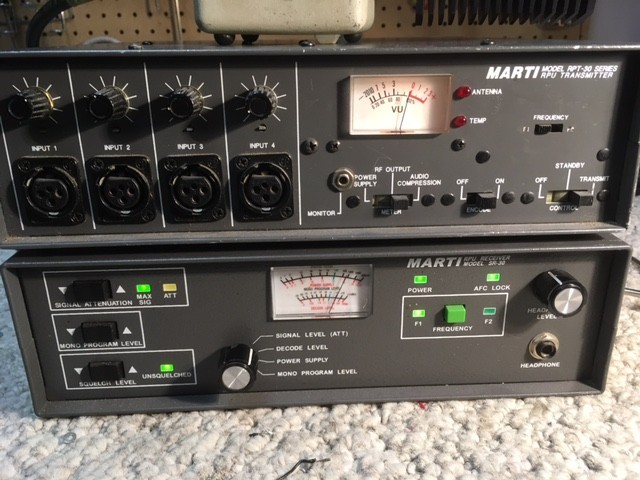 MARTI MODEL RPT-30 SERIES
RPU TRANSMITTER
VU
ANTENNA
TEMP
FREQUENCY
F1
INPUT 1
INPUT 2
INPUT 3
INPUT 4
POWER
SUPPLY
RF OUTPUT
AUDIO
COMPRESSION
MONITOR
METER
OFF
ON
ENCODE
OFF
STANDBY
TRANSMIT
CONTROL
MARTI RPU RECEIVER
MODEL SR-30
SIGNAL ATTENUATION
MAX
SIG
ATT
MONO PROGRAM LEVEL
SQUELCH LEVEL
UNSQUELCHED
SIGNAL LEVEL (ATT)
DECODE LEVEL
POWER SUPPLY
MONO PROGRAM LEVEL
POWER
AFC LOCK
F1
FREQUENCY
F2
LEVEL
HEADPHONE